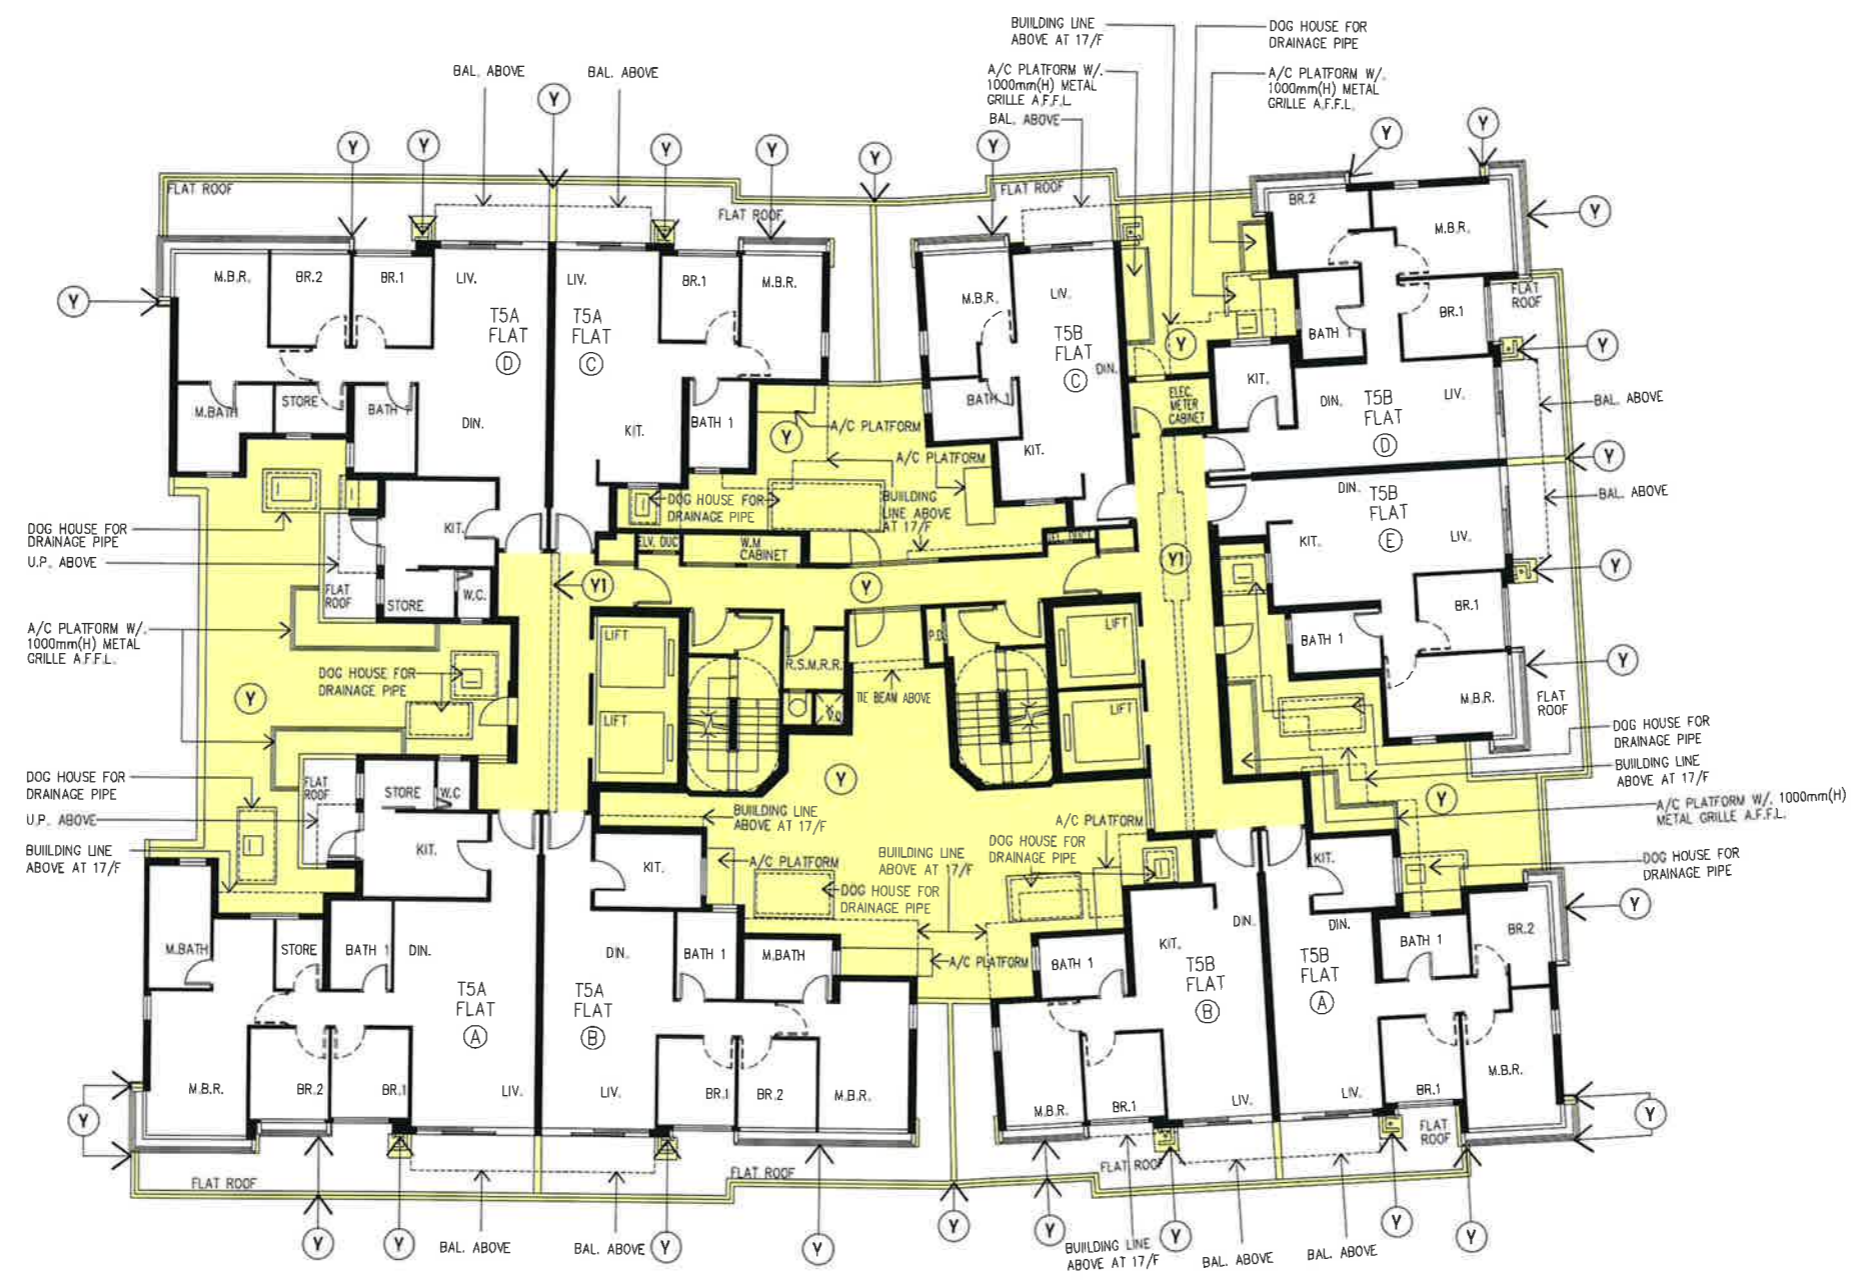 BUILDING LINE
ABOVE AT 17/F
DOG HOUSE FOR
DRAINAGE PIPE
A/C PLATFORM W/.
1000mm(H) METAL
GRILLE A.F.F.L.
A/C PLATFORM W/.
1000mm(H) METAL
GRILLE A.F.F.L.
BAL. ABOVE
BAL. ABOVE
BAL. ABOVE
Y
Y
Y
Y
Y
Y
Y
Y
Y
Y
FLAT ROOF
FLAT ROOF
FLAT ROOF
BR.2
M.B.R.
M.B.R.
BR.2
BR.1
LIV.
LIV.
BR.1
M.B.R.
M.B.R.
LIV.
FLAT
ROOF
BR.1
Y
T5A
FLAT
D
T5A
FLAT
C
T5B
FLAT
C
DIN.
Y
BATH 1
Y
KIT.
ELEC.
METER
CABINET
DIN.
T5B
FLAT
D
LIV.
BAL. ABOVE
M.BATH
STORE
BATH 1
DIN.
KIT.
BATH 1
Y
A/C PLATFORM
BATH 1
KIT.
A/C PLATFORM
Y
BAL. ABOVE
DIN.
T5B
FLAT
E
KIT.
LIV.
DOG HOUSE FOR
DRAINAGE PIPE
BUIILDING
LINE ABOVE
AT 17/F
DOG HOUSE FOR
DRAINAGE PIPE
U.P. ABOVE
KIT.
ELV. DUC
W.M
CABINET
Y1
Y1
Y
Y
FLAT
ROOF
STORE
W.C.
BR.1
BATH 1
A/C PLATFORM W/.
1000mm(H) METAL
GRILLE A.F.F.L.
LIFT
LIFT
P.D.
R.S.M.R.R.
TIE BEAM ABOVE
DOG HOUSE FOR
DRAINAGE PIPE
Y
Y
M.B.R.
FLAT
ROOF
LIFT
LIFT
DOG HOUSE FOR
DRAINAGE PIPE
BUIILDING LINE
ABOVE AT 17/F
DOG HOUSE FOR
DRAINAGE PIPE
U.P. ABOVE
FLAT
ROOF
STORE
W.C
Y
Y
A/C PLATFORM W/. 1000mm(H)
METAL GRILLE A.F.F.L.
BUILDING LINE
ABOVE AT 17/F
A/C PLATFORM
BUIILDING LINE
ABOVE AT 17/F
KIT.
KIT.
A/C PLATFORM
DOG HOUSE FOR
DRAINAGE PIPE
BUIILDING LINE
ABOVE AT 17/F
DOG HOUSE FOR
DRAINAGE PIPE
KIT.
DOG HOUSE FOR
DRAINAGE PIPE
Y
M.BATH
STORE
BATH 1
DIN.
DIN.
BATH 1
M.BATH
A/C PLATFORM
BATH 1
KIT.
DIN.
DIN.
BATH 1
BR.2
T5A
FLAT
A
T5A
FLAT
B
T5B
FLAT
B
T5B
FLAT
A
M.B.R.
BR.2
BR.1
LIV.
LIV.
BR.1
BR.2
M.B.R.
M.B.R.
BR.1
LIV.
LIV.
BR.1
M.B.R.
Y
Y
FLAT
ROOF
FLAT ROOF
FLAT ROOF
FLAT ROOF
Y
Y
BAL. ABOVE
BAL. ABOVE
Y
Y
Y
Y
BUIILDING LINE
ABOVE AT 17/F
Y
BAL. ABOVE
BAL. ABOVE
Y
Y